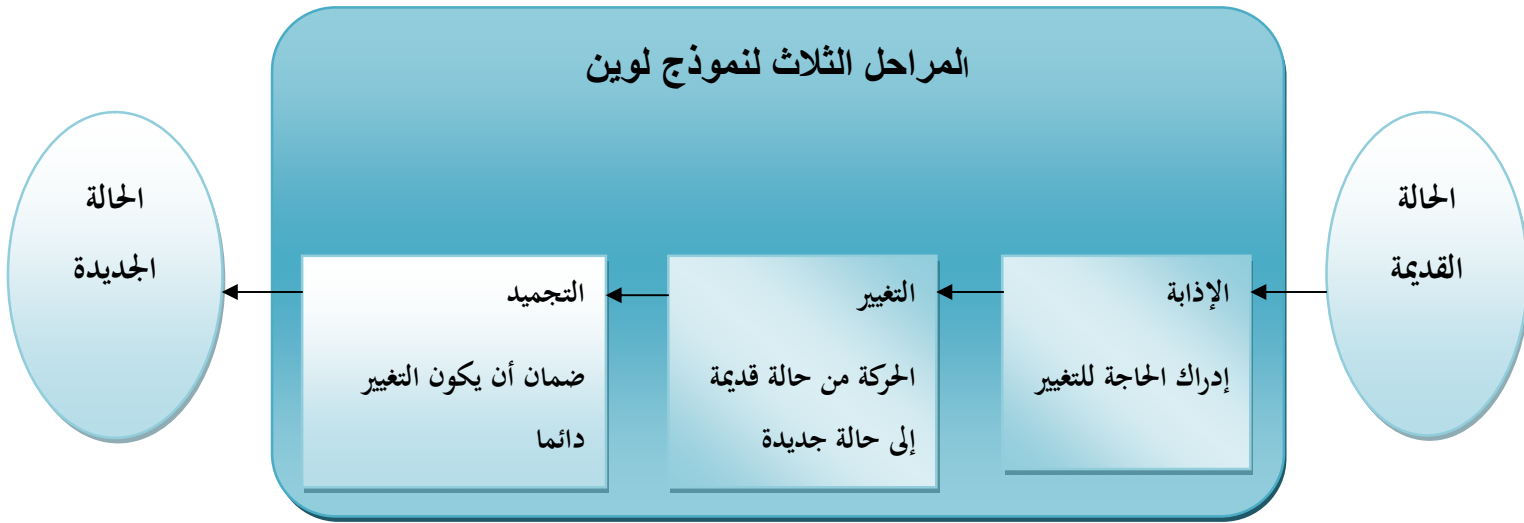 المراحل الثلاث لنموذج لوين
الحالة
القديمة
الإذابة
إدراك الحاجة للتغيير
التغيير
الحركة من حالة قديمة
إلى حالة جديدة
التجميد
ضمان أن يكون التغيير
دائما
الحالة
الجديدة